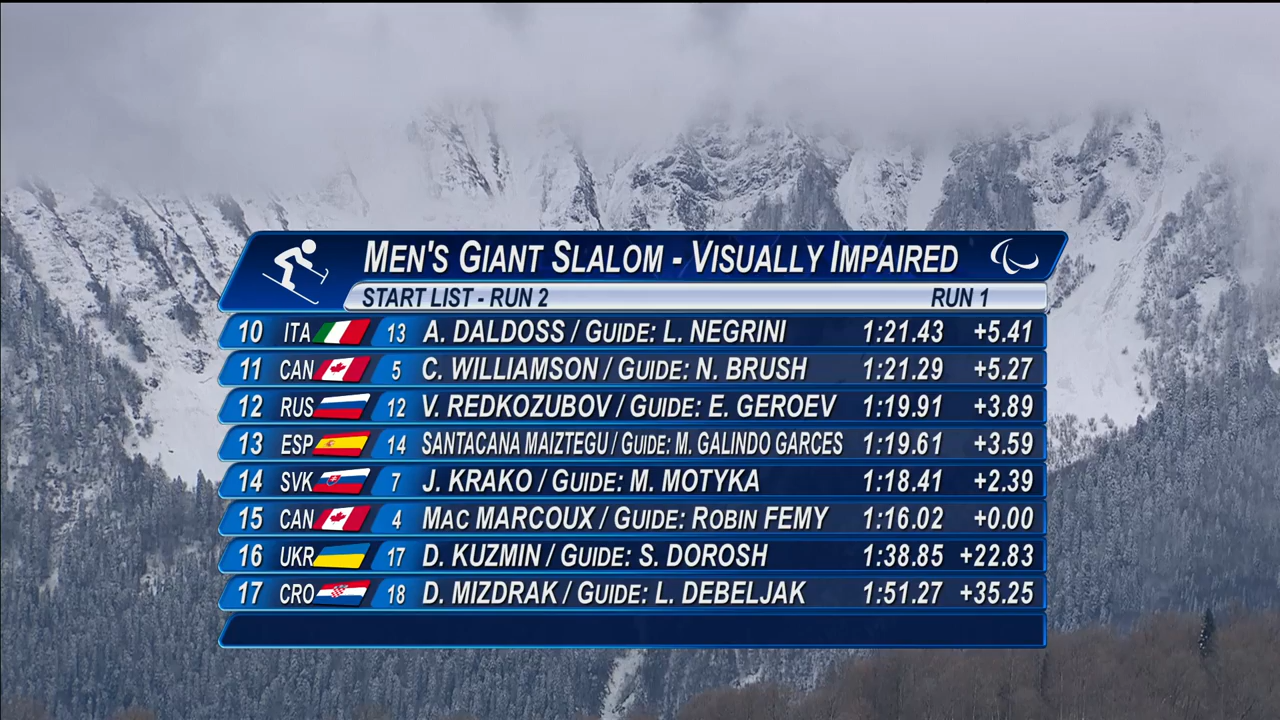 MEN'S GIANT SLALOM - VISUALLY IMPAIRED
START LIST - RUN 2 RUN 1
10 ITA 13 A. DALDOSS / GUIDE: L. NEGRINI 1:21.43 +5.41
11 CAN 5 C. WILLIAMSON / GUIDE: N. BRUSH 1:21.29 +5.27
12 RUS 12 V. REDKOZUBOV / GUIDE: E. GEROEV 1:19.91 +3.89
13 ESP 14 SANTACANA MAIZTEGU / GUIDE: M. GALINDO GARCES 1:19.61 +3.59
14 SVK 7 J. KRAKO / GUIDE: M. MOTYKA 1:18.41 +2.39
15 CAN 4 MAC MARCOUX / GUIDE: ROBIN FEMY 1:16.02 +0.00
16 UKR 17 D. KUZMIN / GUIDE: S. DOROSH 1:38.85 +22.83
17 CRO 18 D. MIZDRAK / GUIDE: L. DEBELJAK 1:51.27 +35.25